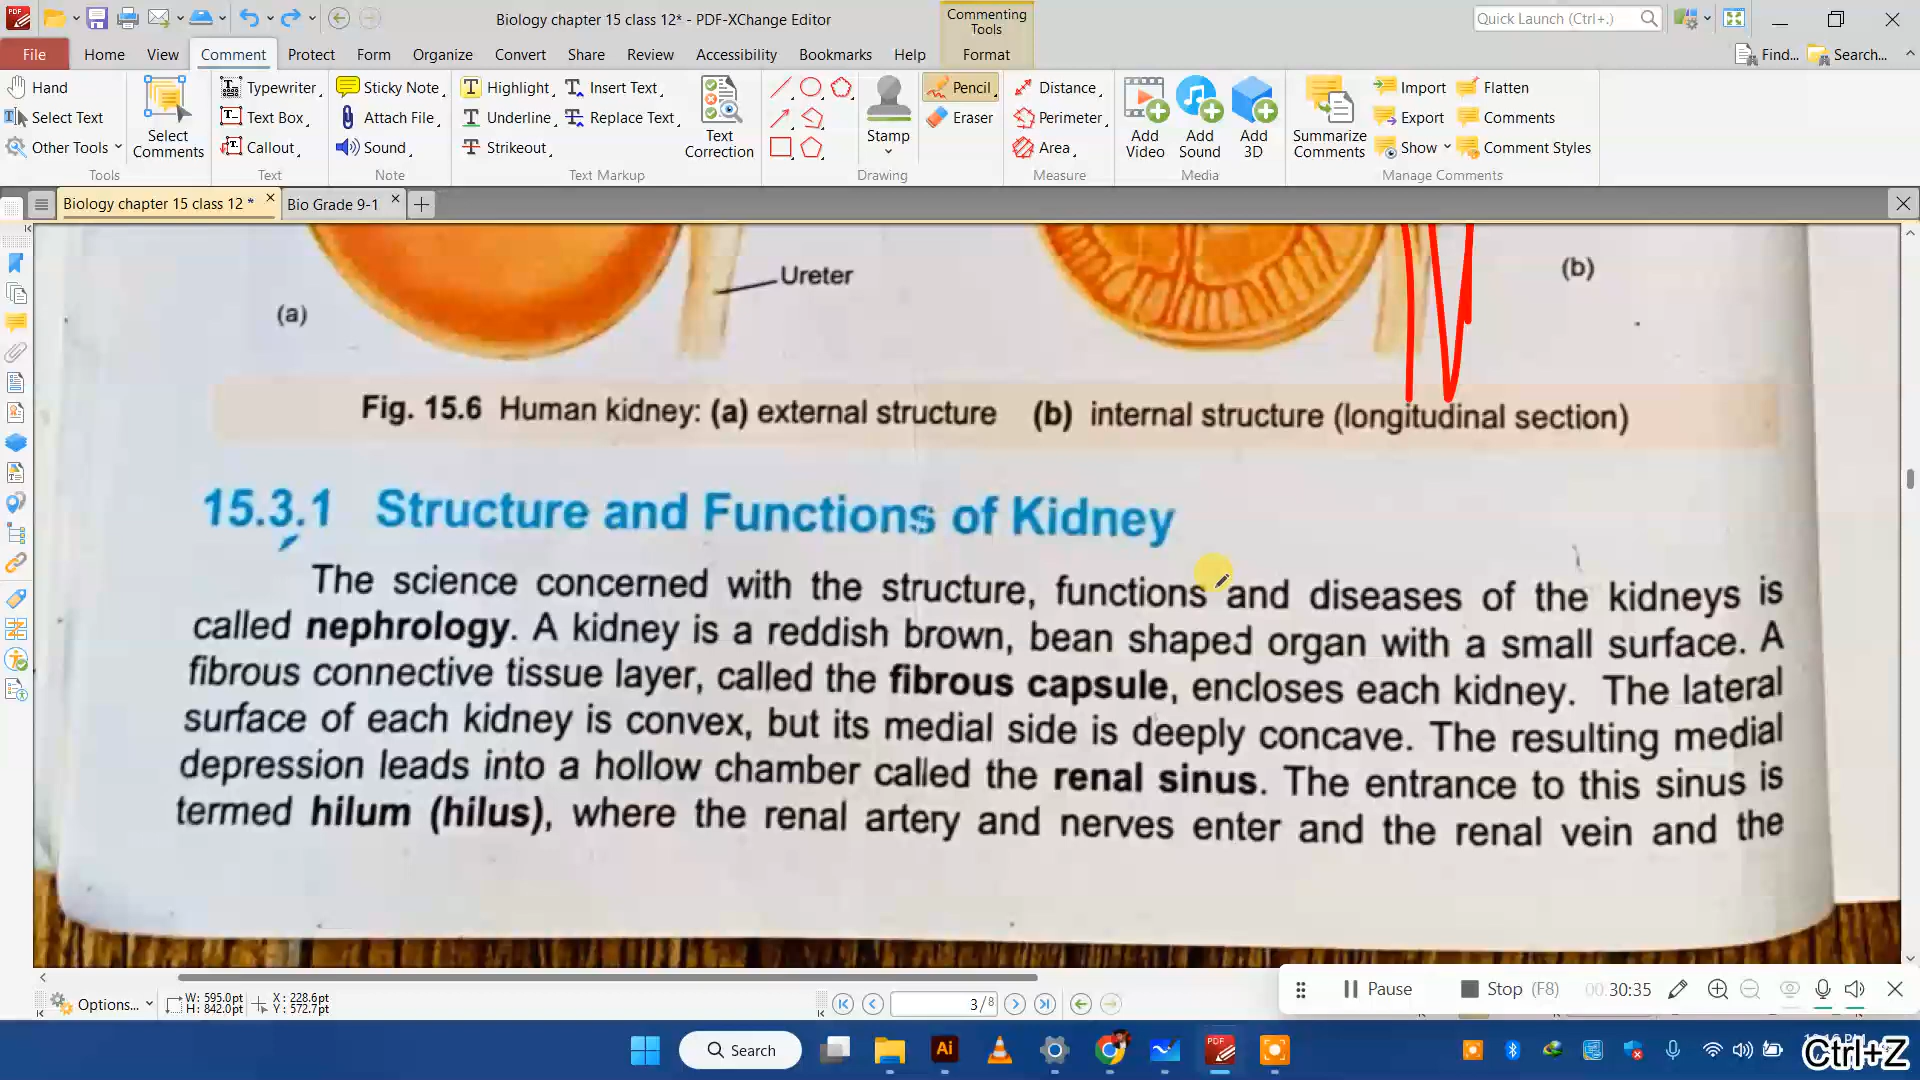 Biology chapter 15 class 12* - PDF-XChange Editor
Commenting Tools
Quick Launch (Ctrl+.)
File Home View Comment Protect Form Organize Convert Share Review Accessibility Bookmarks Help Format Find... Search...
Hand
Select Text
Other Tools
Tools
Select Comments
Typewriter
Text Box
Callout
Text
Sticky Note
Attach File
Sound
Note
Highlight
Underline
Strikeout
Insert Text
Replace Text
Text Correction
Text Markup
Stamp
Pencil
Eraser
Drawing
Distance
Perimeter
Area
Measure
Add Video
Add Sound
Add 3D
Media
Summarize Comments
Import
Export
Show
Flatten
Comments
Comment Styles
Manage Comments
Biology chapter 15 class 12 *
Bio Grade 9-1
Ureter
(a)
(b)
Fig. 15.6 Human kidney: (a) external structure (b) internal structure (longitudinal section)
15.3.1 Structure and Functions of Kidney
The science concerned with the structure, functions and diseases of the kidneys is
called nephrology. A kidney is a reddish brown, bean shaped organ with a small surface. A
fibrous connective tissue layer, called the fibrous capsule, encloses each kidney. The lateral
surface of each kidney is convex, but its medial side is deeply concave. The resulting medial
depression leads into a hollow chamber called the renal sinus. The entrance to this sinus is
termed hilum (hilus), where the renal artery and nerves enter and the renal vein and the
Options...
W: 595.0pt
H: 842.0pt
X: 228.6pt
Y: 572.7pt
3 / 8
Pause
Stop (F8)
00:30:35
Search
Ctrl+Z